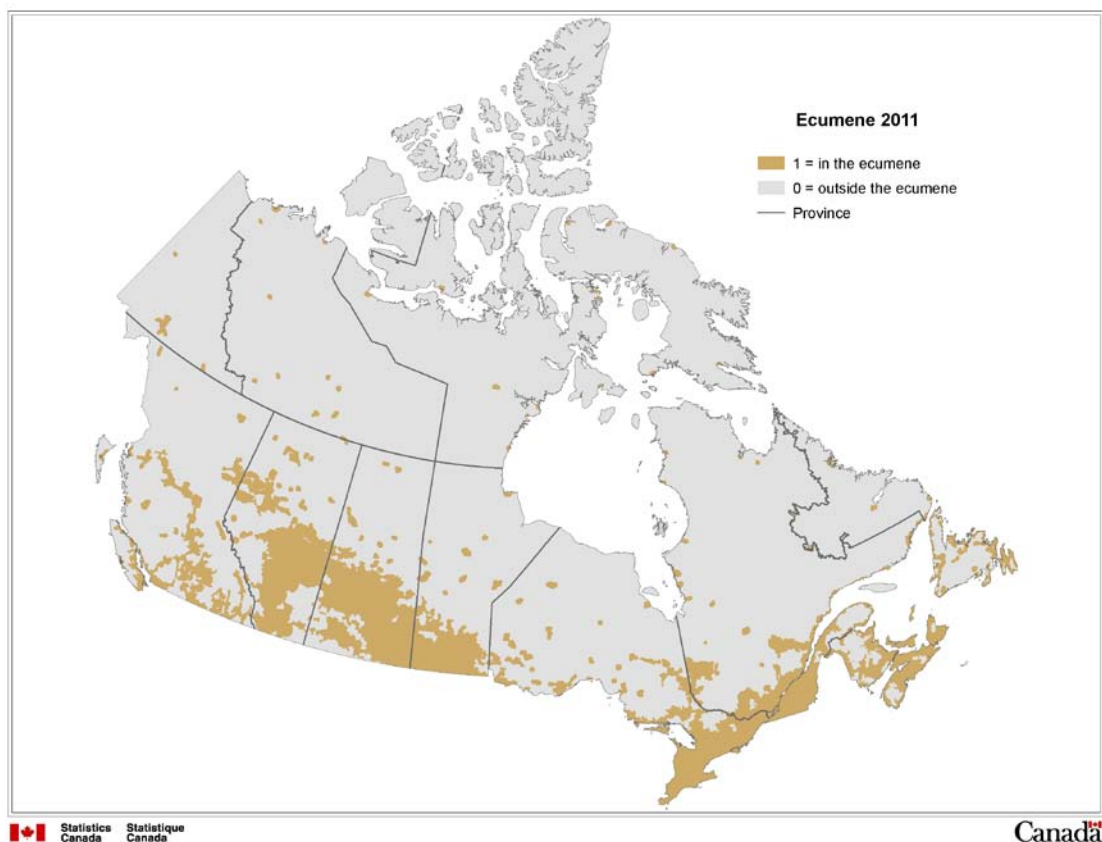 Ecumene 2011
1 = in the ecumene
0 = outside the ecumene
Province
Statistics Statistique
Canada Canada
Canada